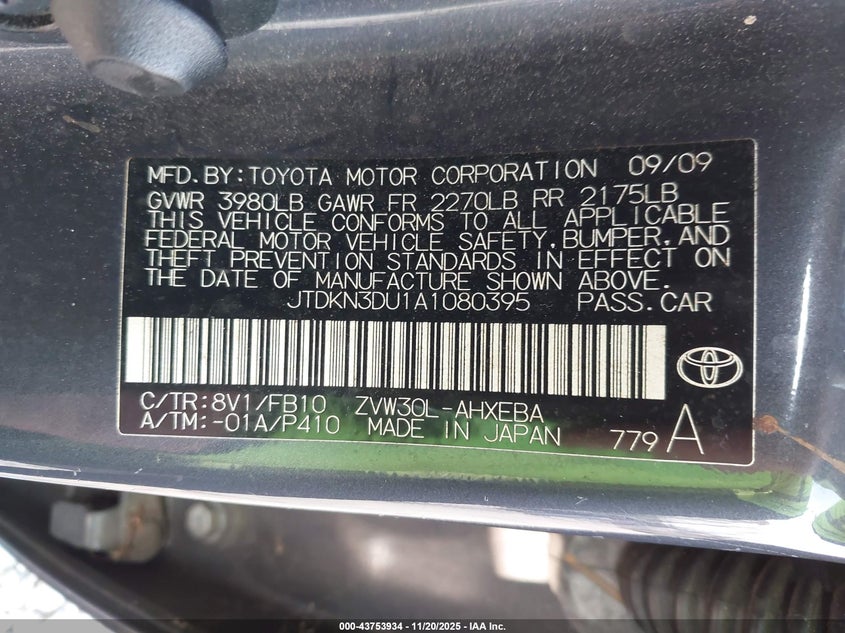 MFD.BY:TOYOTA MOTOR CORPORATION 09/09
GVWR 3980LB GAWR FR 2270LB RR 2175LB
THIS VEHICLE CONFORMS TO ALL APPLICABLE
FEDERAL MOTOR VEHICLE SAFETY,BUMPER,AND
THEFT PREVENTION STANDARDS IN EFFECT ON
THE DATE OF MANUFACTURE SHOWN ABOVE.
JTDKN3DU1A1080395 PASS.CAR
C/TR:8V1/FB10 ZVW30L-AHXEBA
A/TM:-01A/P410 MADE IN JAPAN 779 A
000-43753934 - 11/20/2025 - IAA Inc.